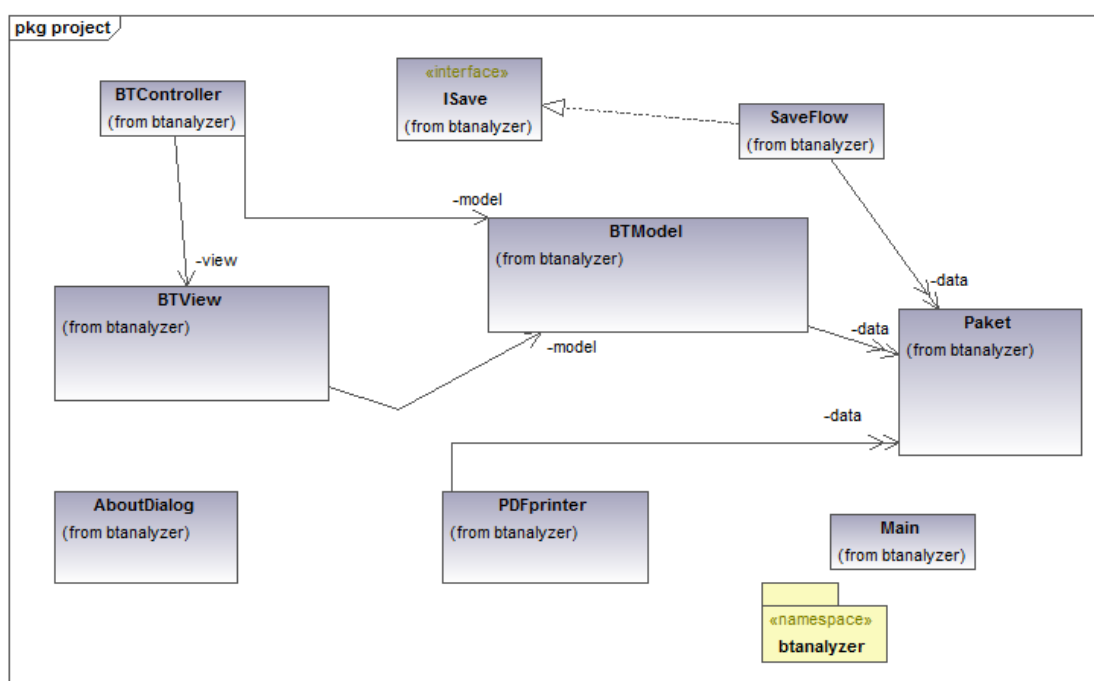 pkg project
BTController
(from btanalyzer)
«interface»
ISave
(from btanalyzer)
SaveFlow
(from btanalyzer)
-model
BTModel
(from btanalyzer)
-view
-data
BTView
(from btanalyzer)
-model
-data
Paket
(from btanalyzer)
-data
AboutDialog
(from btanalyzer)
PDFprinter
(from btanalyzer)
Main
(from btanalyzer)
«namespace»
btanalyzer